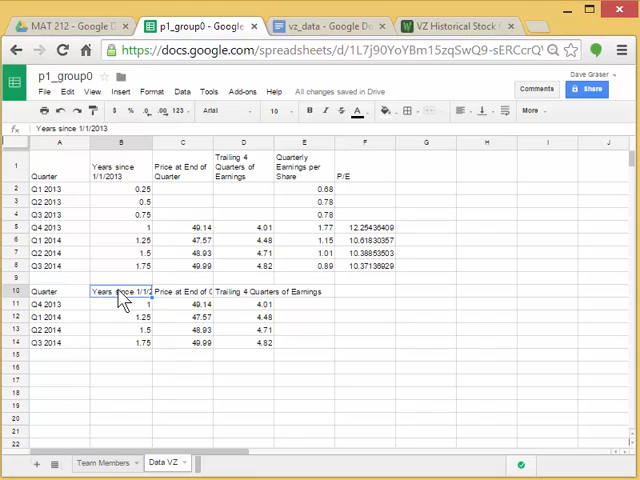 MAT 212 - Google Drive
p1_group0 - Google
vz_data - Google Docs
VZ Historical Stock
https://docs.google.com/spreadsheets/d/1L7j90YoYBm15zqSwQ9-sERCcrQ
p1_group0
Dave Graser
File Edit View Insert Format Data Tools Add-ons Help All changes saved in Drive
Comments
Share
$ % .0 .00 123 Arial 10 B I S A More
fx Years since 1/1/2013
A B C D E F G H I J
1 Quarter Years since 1/1/2013 Price at End of Quarter Trailing 4 Quarters of Earnings Quarterly Earnings per Share P/E
2 Q1 2013 0.25 0.68
3 Q2 2013 0.5 0.78
4 Q3 2013 0.75 0.78
5 Q4 2013 1 49.14 4.01 1.77 12.25436409
6 Q1 2014 1.25 47.57 4.48 1.15 10.61830357
7 Q2 2014 1.5 48.93 4.71 1.01 10.38853503
8 Q3 2014 1.75 49.99 4.82 0.89 10.37136929
9
10 Quarter Years since 1/1/2 Price at End of Q Trailing 4 Quarters of Earnings
11 Q4 2013 1 49.14 4.01
12 Q1 2014 1.25 47.57 4.48
13 Q2 2014 1.5 48.93 4.71
14 Q3 2014 1.75 49.99 4.82
15
16
17
18
19
20
21
22
+ Team Members Data VZ